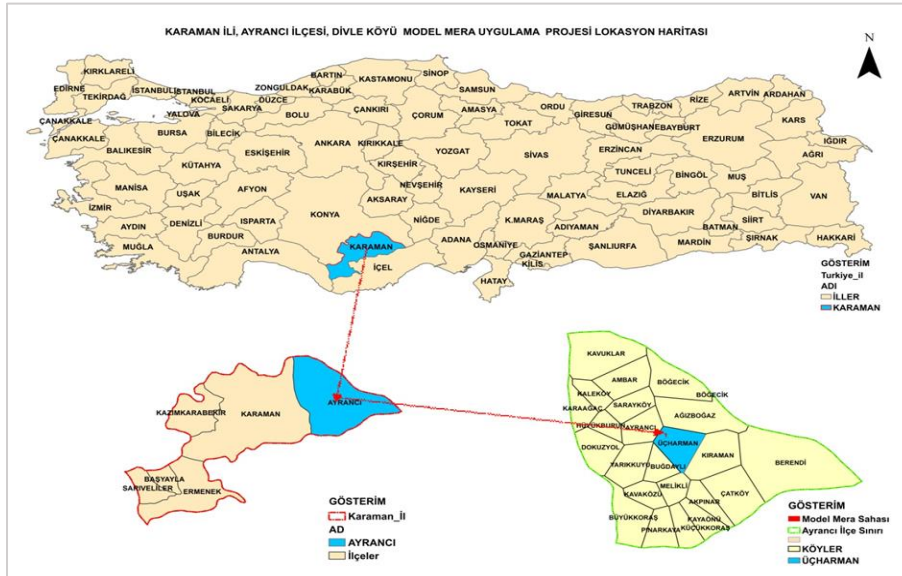 KARAMAN İLİ, AYRANCI İLÇESİ, DİVLE KÖYÜ MODEL MERA UYGULAMA PROJESİ LOKASYON HARİTASI
N
KIRKLARELİ
EDİRNE
TEKİRDAĞ
İSTANBUL
İSTANBUL
KOCAELİ
YALOVA
SAKARYA
DÜZCE
ZONGULDAK
BARTIN
KARABÜK
KASTAMONU
SİNOP
SAMSUN
ORDU
GİRESUN
TRABZON
RİZE
ARTVİN
ARDAHAN
ÇANAKKALE
ÇANAKKALE
BURSA
BİLECİK
BOLU
ÇANKIRI
ÇORUM
AMASYA
TOKAT
GÜMÜŞHANE
BAYBURT
ERZURUM
KARS
IĞDIR
BALIKESİR
KÜTAHYA
ESKİŞEHİR
ANKARA
KIRIKKALE
YOZGAT
SİVAS
ERZİNCAN
AĞRI
KIRŞEHİR
TUNCELİ
BİNGÖL
MUŞ
MANİSA
UŞAK
AFYON
NEVŞEHİR
KAYSERİ
MALATYA
ELAZIĞ
BİTLİS
VAN
İZMİR
AKSARAY
KONYA
NİĞDE
K.MARAŞ
ADIYAMAN
DİYARBAKIR
BATMAN
SİİRT
AYDIN
DENİZLİ
ISPARTA
BURDUR
MUĞLA
ANTALYA
KARAMAN
ADANA
OSMANİYE
GAZİANTEP
KİLİS
ŞANLIURFA
MARDİN
ŞIRNAK
HAKKARİ
İÇEL
HATAY
GÖSTERİM
Turkiye_il
ADI
İLLER
KARAMAN
KAZIMKARABEKİR
KARAMAN
AYRANCI
BAŞYAYLA
SARIVELİLER
ERMENEK
GÖSTERİM
Karaman_İl
AD
AYRANCI
İlçeler
KAVUKLAR
AMBAR
BÖĞECİK
BÖĞECİK
KALEKÖY
SARAYKÖY
KARAAĞAÇ
AĞIZBOĞAZ
HÜYÜKBURUN
AYRANCI
DOKUZYOL
ÜÇHARMAN
KIRAMAN
BERENDİ
YARIKKUYU
BUĞDAYLI
MELİKLİ
KAVAKÖZÜ
AKPINAR
ÇATKÖY
BÜYÜKKORAŞ
PINARKAYA
KAYAÖNÜ
KÜÇÜKKORAŞ
GÖSTERİM
Model Mera Sahası
Ayrancı İlçe Sınırı
KÖYLER
ÜÇHARMAN